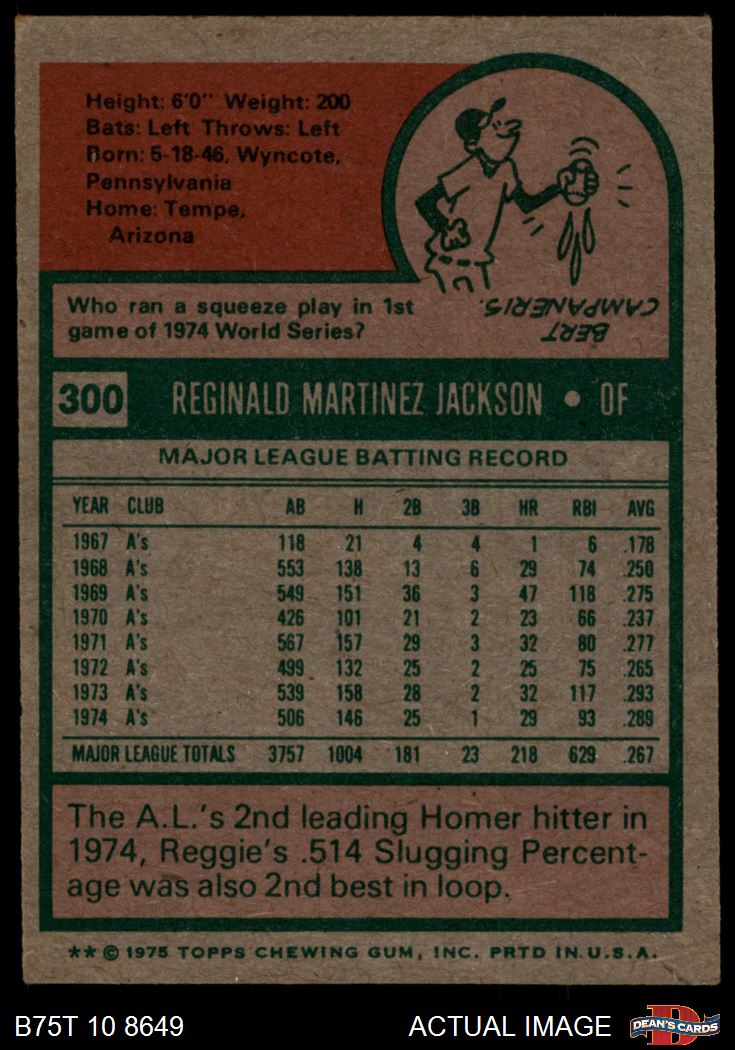 Height: 6'0" Weight: 200
Bats: Left Throws: Left
Born: 5-18-46, Wyncote,
Pennsylvania
Home: Tempe,
Arizona
Who ran a squeeze play in 1st
game of 1974 World Series?
BERT
CAMPANERIS.
300 REGINALD MARTINEZ JACKSON • OF
MAJOR LEAGUE BATTING RECORD
YEAR CLUB AB H 2B 3B HR RBI AVG
1967 A's 118 21 4 4 1 6 .178
1968 A's 553 138 13 6 29 74 .250
1969 A's 549 151 36 3 47 118 .275
1970 A's 426 101 21 2 23 66 .237
1971 A's 567 157 29 3 32 80 .277
1972 A's 499 132 25 2 25 75 .265
1973 A's 539 158 28 2 32 117 .293
1974 A's 506 146 25 1 29 93 .289
MAJOR LEAGUE TOTALS 3757 1004 181 23 218 629 .267
The A.L.'s 2nd leading Homer hitter in
1974, Reggie's .514 Slugging Percent-
age was also 2nd best in loop.
** © 1975 TOPPS CHEWING GUM, INC. PRTD IN U.S.A.
B75T 10 8649 ACTUAL IMAGE
DEAN'S CARDS